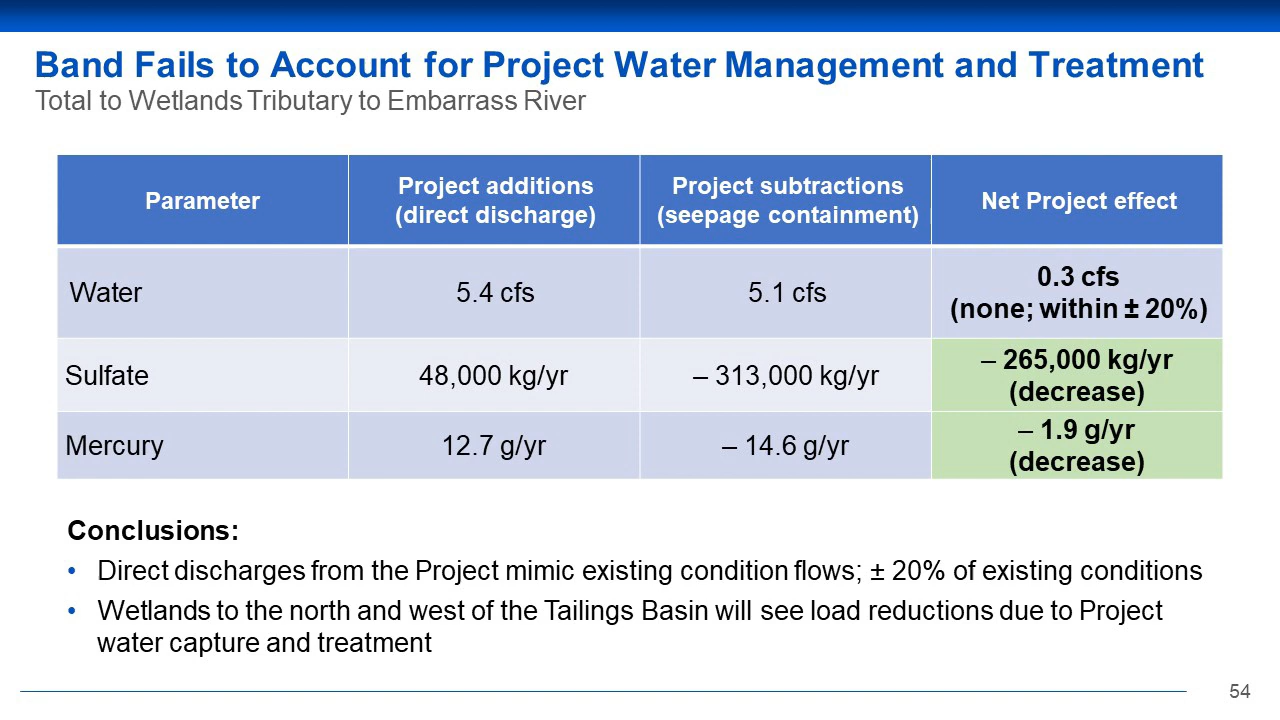 Band Fails to Account for Project Water Management and Treatment
Total to Wetlands Tributary to Embarrass River
Parameter
Project additions
(direct discharge)
Project subtractions
(seepage containment)
Net Project effect
Water
5.4 cfs
5.1 cfs
0.3 cfs
(none; within ± 20%)
Sulfate
48,000 kg/yr
– 313,000 kg/yr
– 265,000 kg/yr
(decrease)
Mercury
12.7 g/yr
– 14.6 g/yr
– 1.9 g/yr
(decrease)
Conclusions:
• Direct discharges from the Project mimic existing condition flows; ± 20% of existing conditions
• Wetlands to the north and west of the Tailings Basin will see load reductions due to Project
water capture and treatment
54